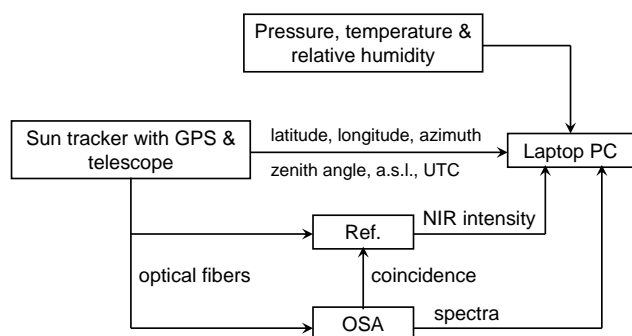 Pressure, temperature &
relative humidity
Sun tracker with GPS &
telescope
latitude, longitude, azimuth
zenith angle, a.s.l., UTC
Laptop PC
Ref.
NIR intensity
optical fibers
coincidence
OSA
spectra